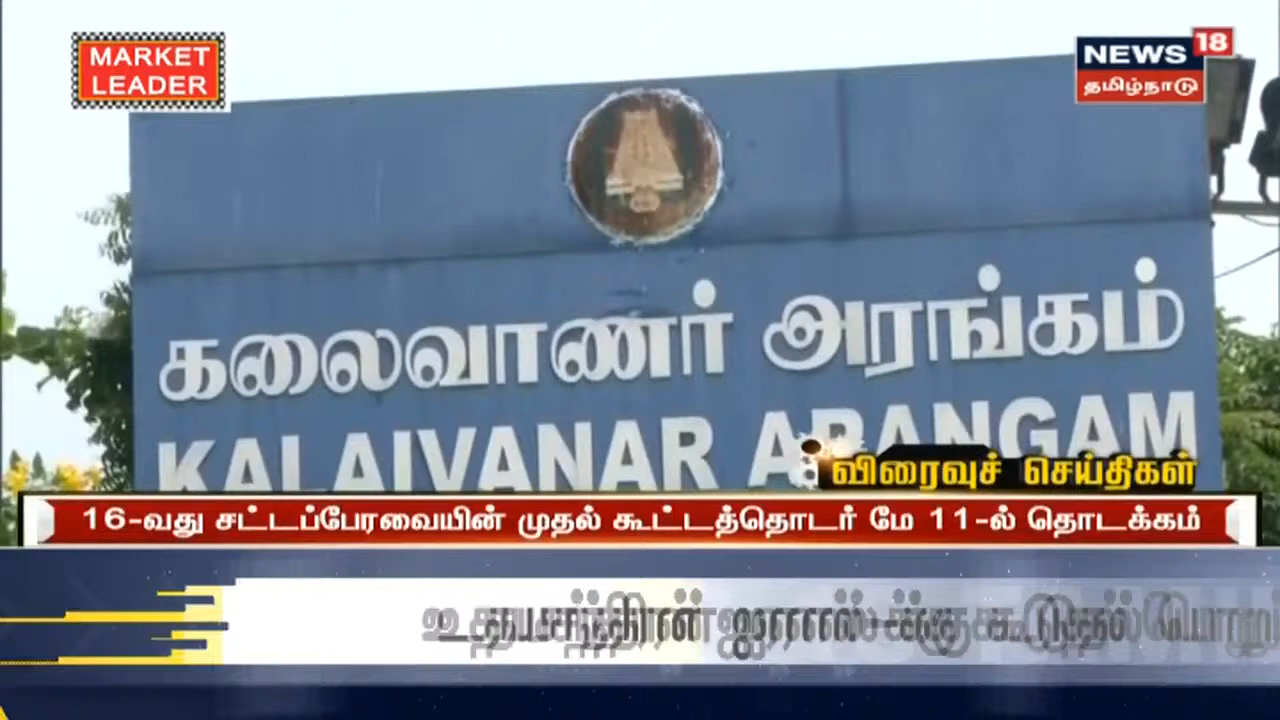 MARKET
LEADER
NEWS 18
தமிழ்நாடு
கலைவாணர் அரங்கம்
KALAIVANAR ARANGAM
விரைவுச் செய்திகள்
16-வது சட்டப்பேரவையின் முதல் கூட்டத்தொடர் மே 11-ல் தொடக்கம்